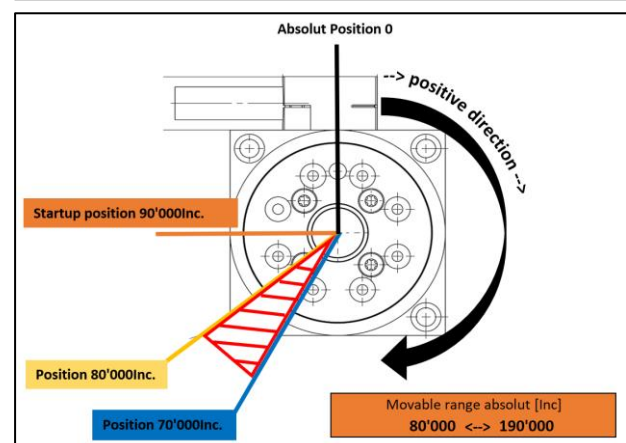 Absolut Position 0
--> positive direction -->
Startup position 90'000Inc.
Position 80'000Inc.
Position 70'000Inc.
Movable range absolut [Inc]
80'000 <--> 190'000